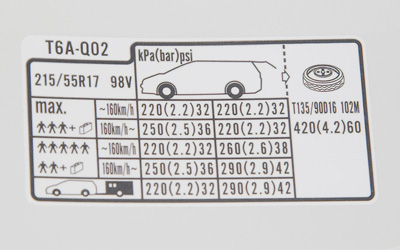 T6A-Q02
kPa(bar)psi
215/55R17 98V
max. ~160km/h 220(2.2)32 220(2.2)32 T135/90D16 102M
+ 160km/h~ 250(2.5)36 290(2.9)42 420(4.2)60
~160km/h 220(2.2)32 260(2.6)38
+ 160km/h~ 250(2.5)36 290(2.9)42
220(2.2)32 290(2.9)42